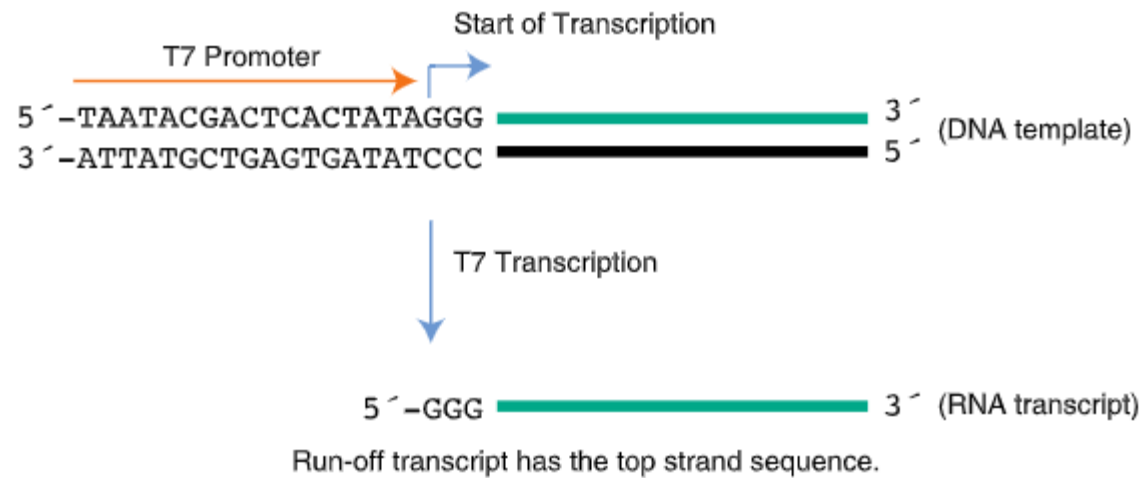 Start of Transcription
T7 Promoter
5´-TAATACGACTCACTATAGGG 3´
(DNA template)
3´-ATTATGCTGAGTGATATCCC 5´
T7 Transcription
5´-GGG 3´ (RNA transcript)
Run-off transcript has the top strand sequence.